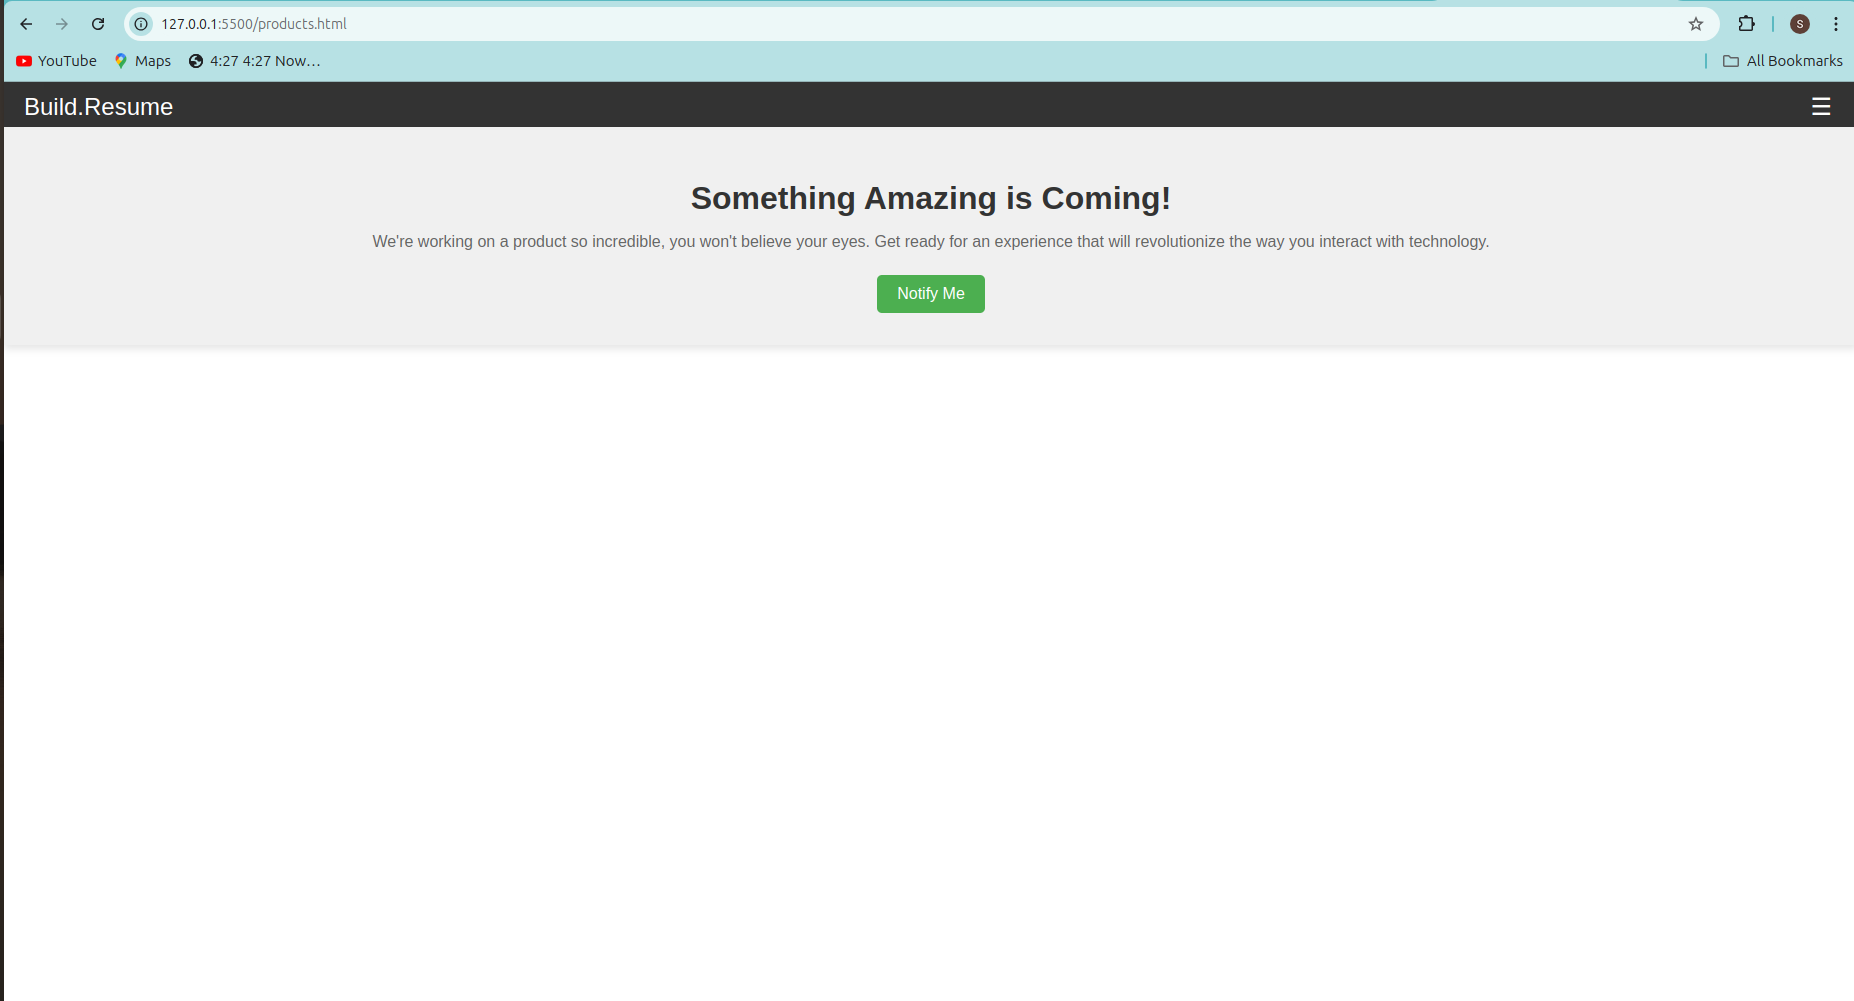 127.0.0.1:5500/products.html
S
YouTube Maps 4:27 4:27 Now… All Bookmarks
Build.Resume
Something Amazing is Coming!
We're working on a product so incredible, you won't believe your eyes. Get ready for an experience that will revolutionize the way you interact with technology.
Notify Me